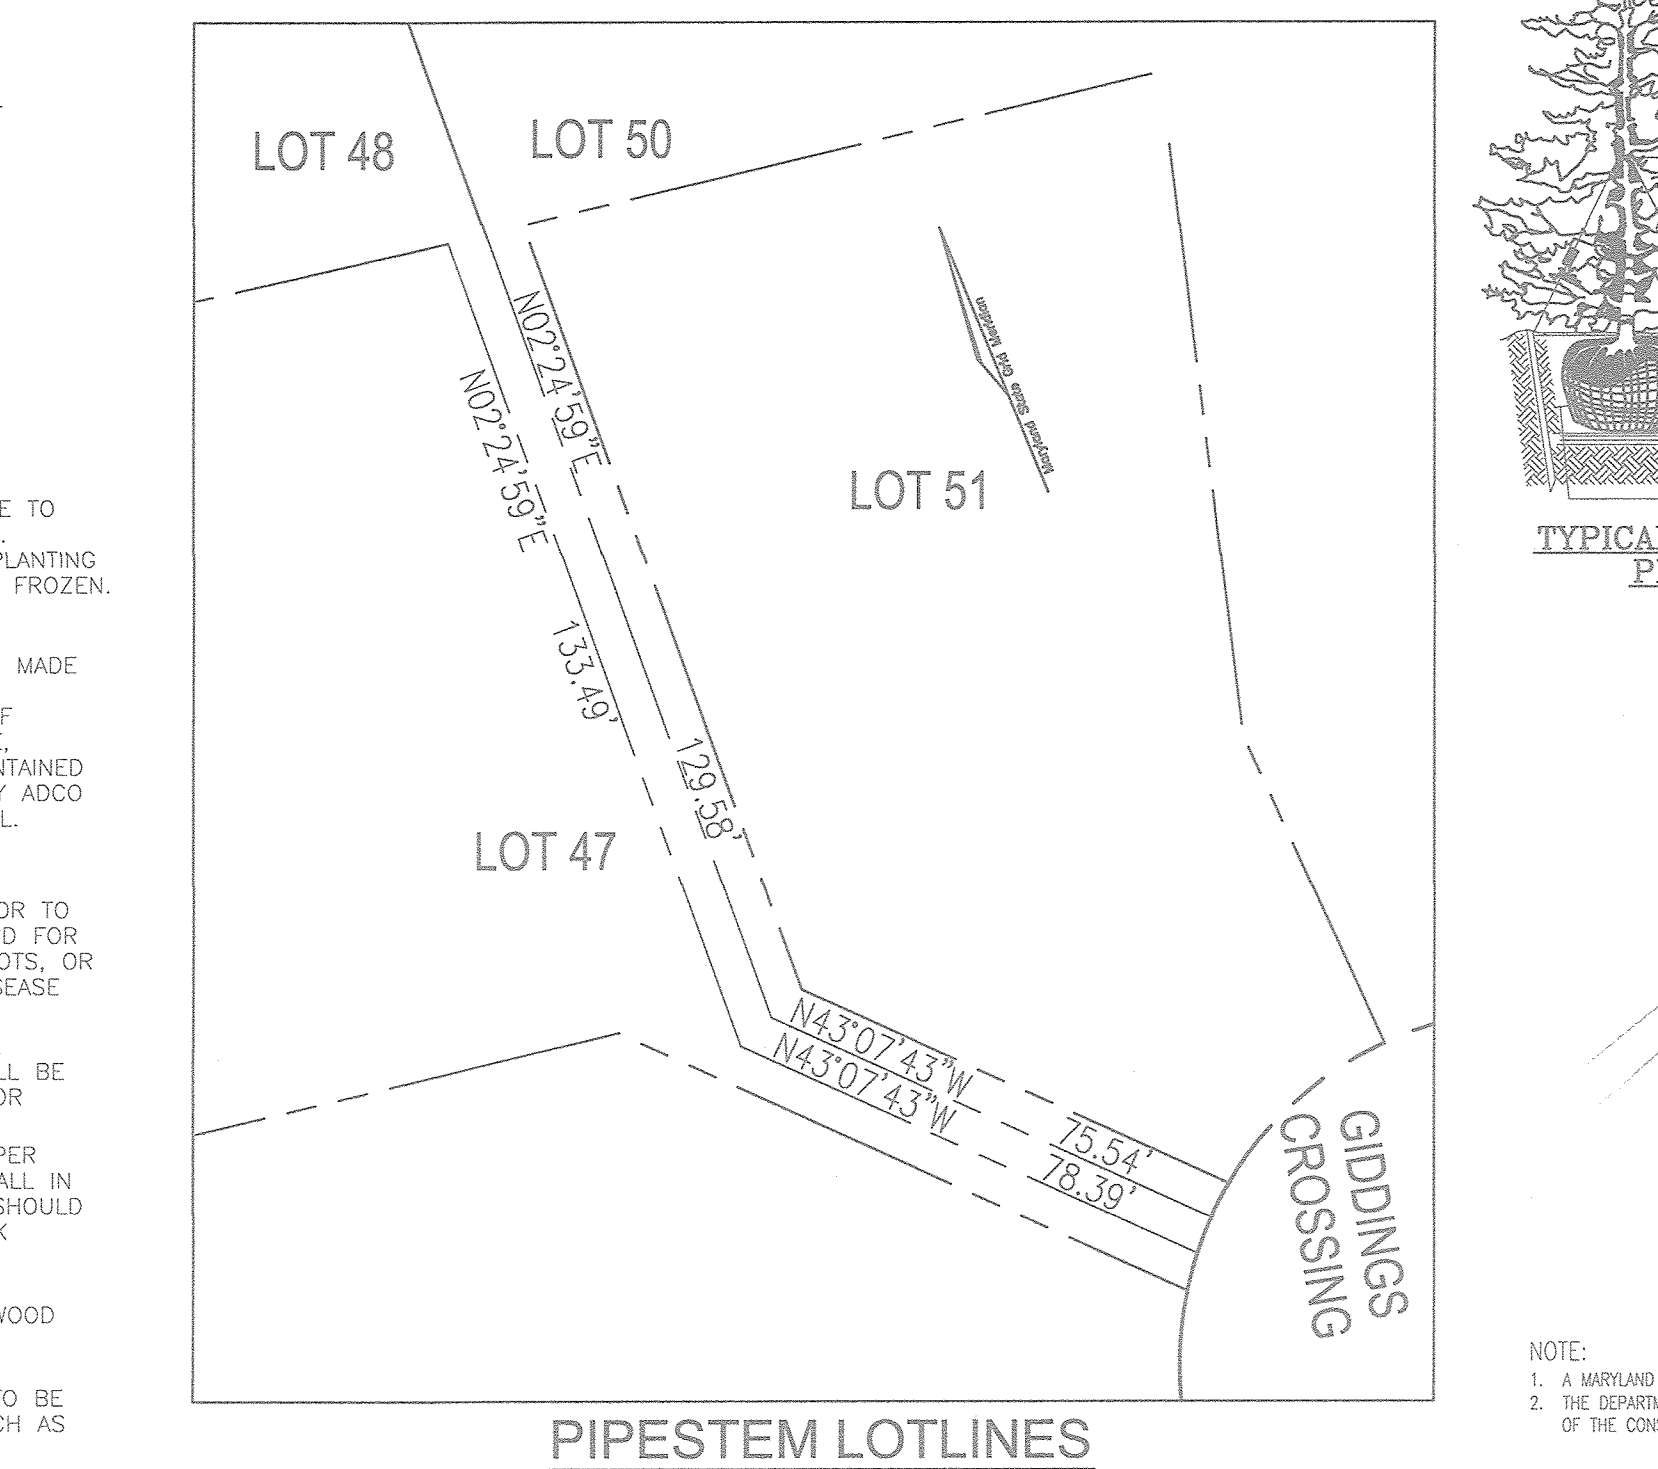 E TO
.
PLANTING
FROZEN.
MADE
F
NTAINED
Y ADCO
L.
OR TO
D FOR
OTS, OR
SEASE
LL BE
OR
PER
ALL IN
SHOULD
K
WOOD
TO BE
CH AS
LOT 48
LOT 50
N02°24'59"E
N02°24'59"E
Maryland State Grid Meridian
LOT 51
133.49'
129.58'
LOT 47
N43°07'43"W
N43°07'43"W
75.54'
78.39'
GIDDINGS
CROSSING
PIPESTEM LOTLINES
TYPICA
P
NOTE:
1. A MARYLAND
2. THE DEPARTM
OF THE CONS